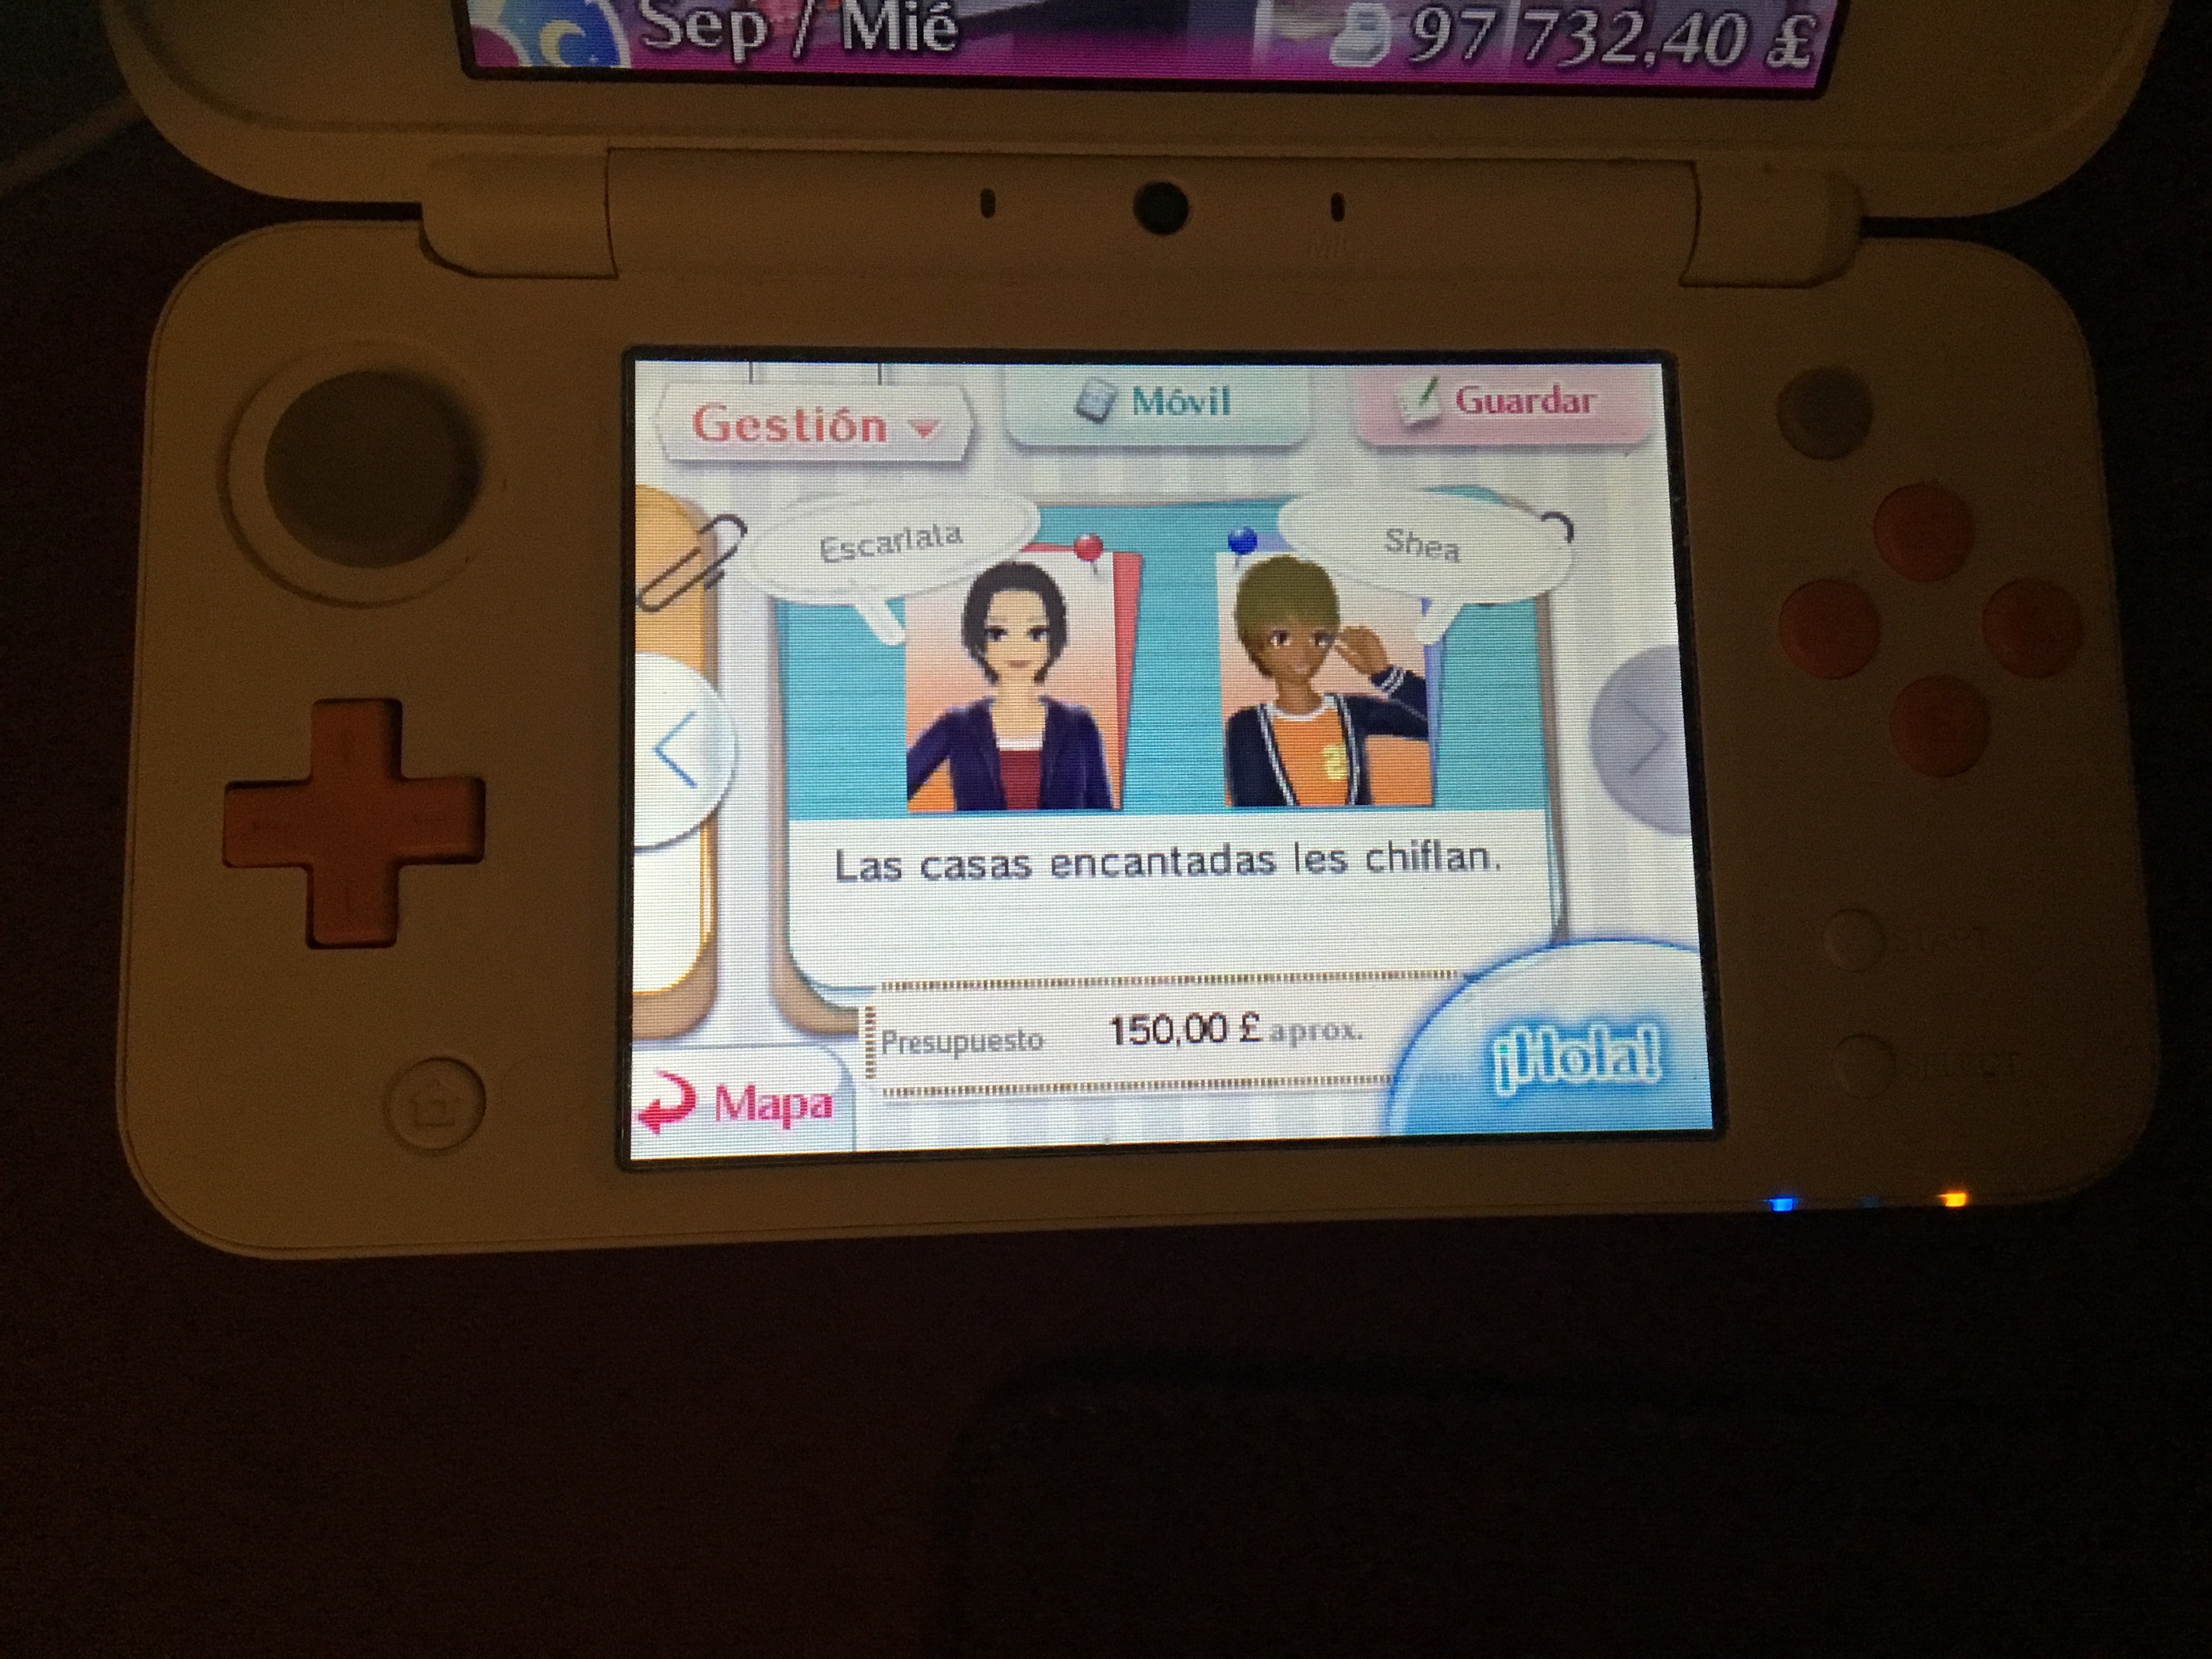 Sep / Mié
97 732,40 £
Gestión
Móvil
Guardar
Escarlata
Shea
Las casas encantadas les chiflan.
Presupuesto 150,00 £ aprox.
¡Hola!
Mapa
START